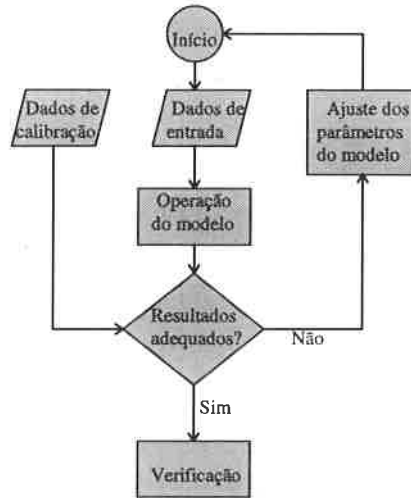 Início
Dados de
calibração
Dados de
entrada
Ajuste dos
parâmeiros
do modelo
Operação
do modelo
Resultados
adequados?
Não
Sim
Verificação